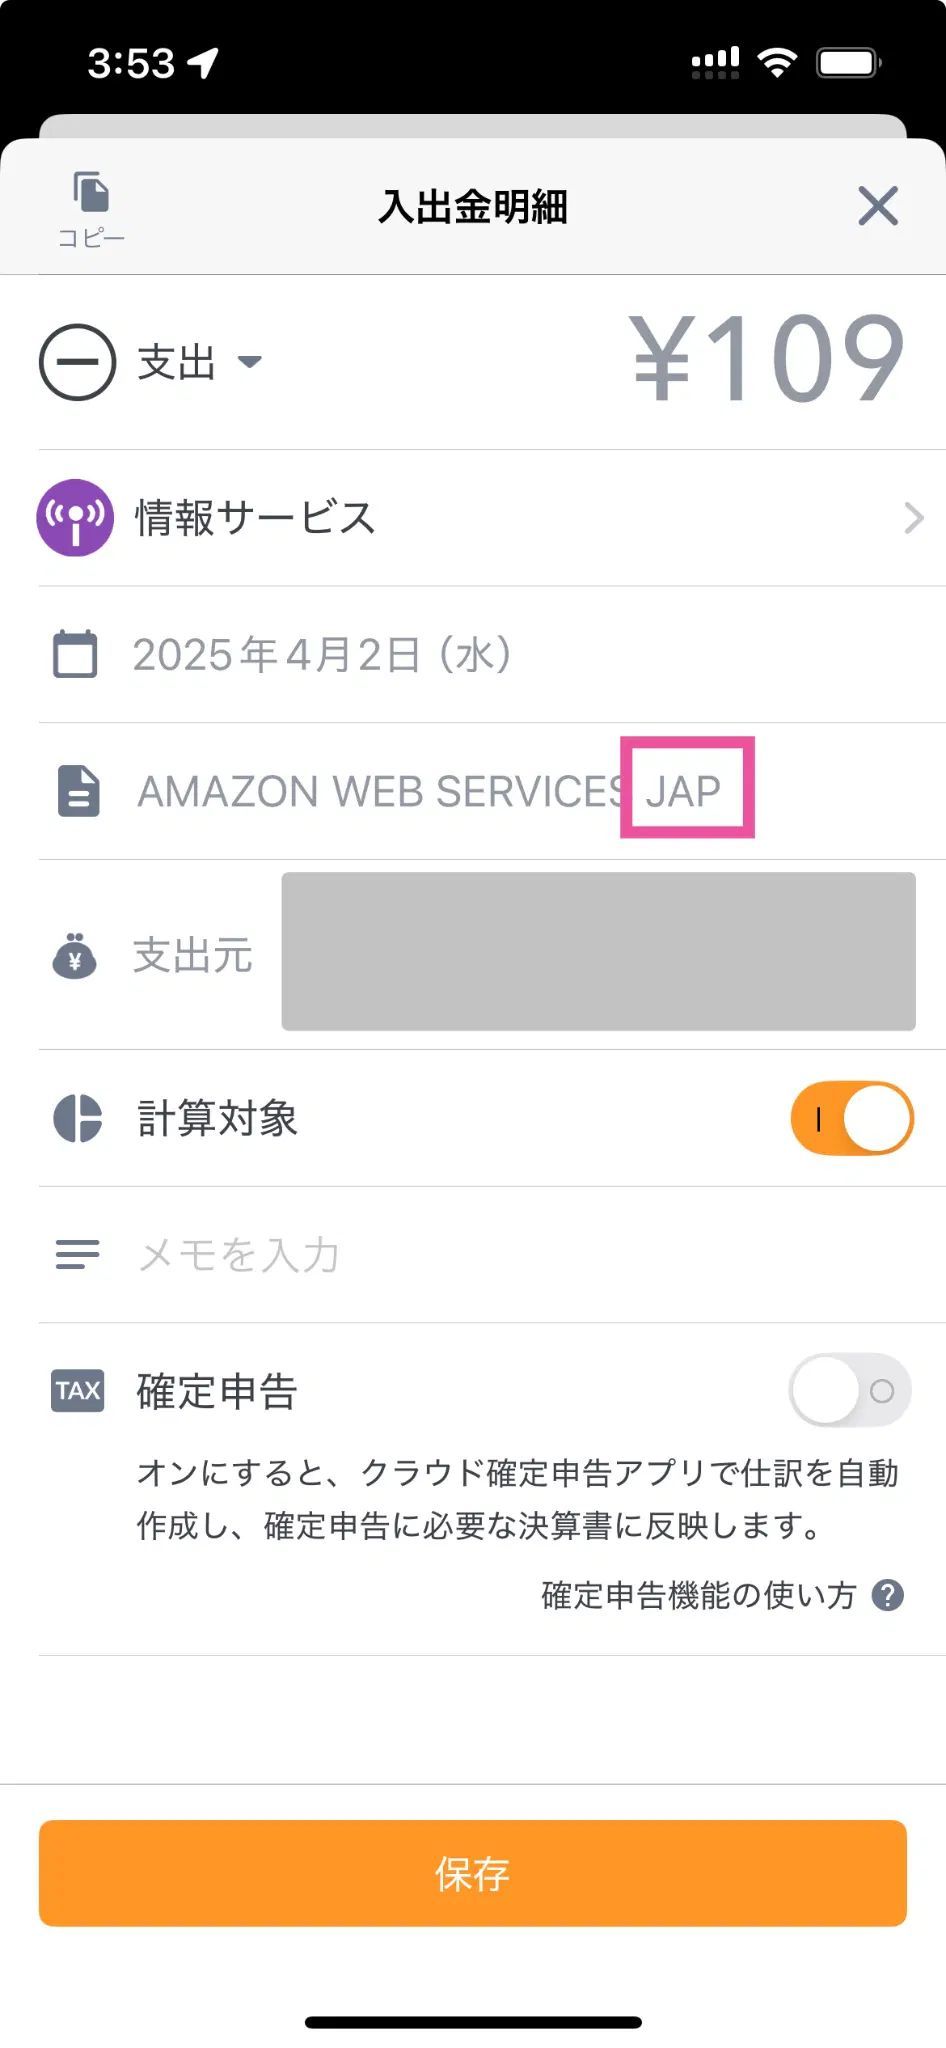 3:53
コピー
入出金明細
支出
¥109
情報サービス
2025年4月2日（水）
AMAZON WEB SERVICES JAP
支出元
計算対象
メモを入力
TAX 確定申告
オンにすると、クラウド確定申告アプリで仕訳を自動
作成し、確定申告に必要な決算書に反映します。
確定申告機能の使い方 ?
保存